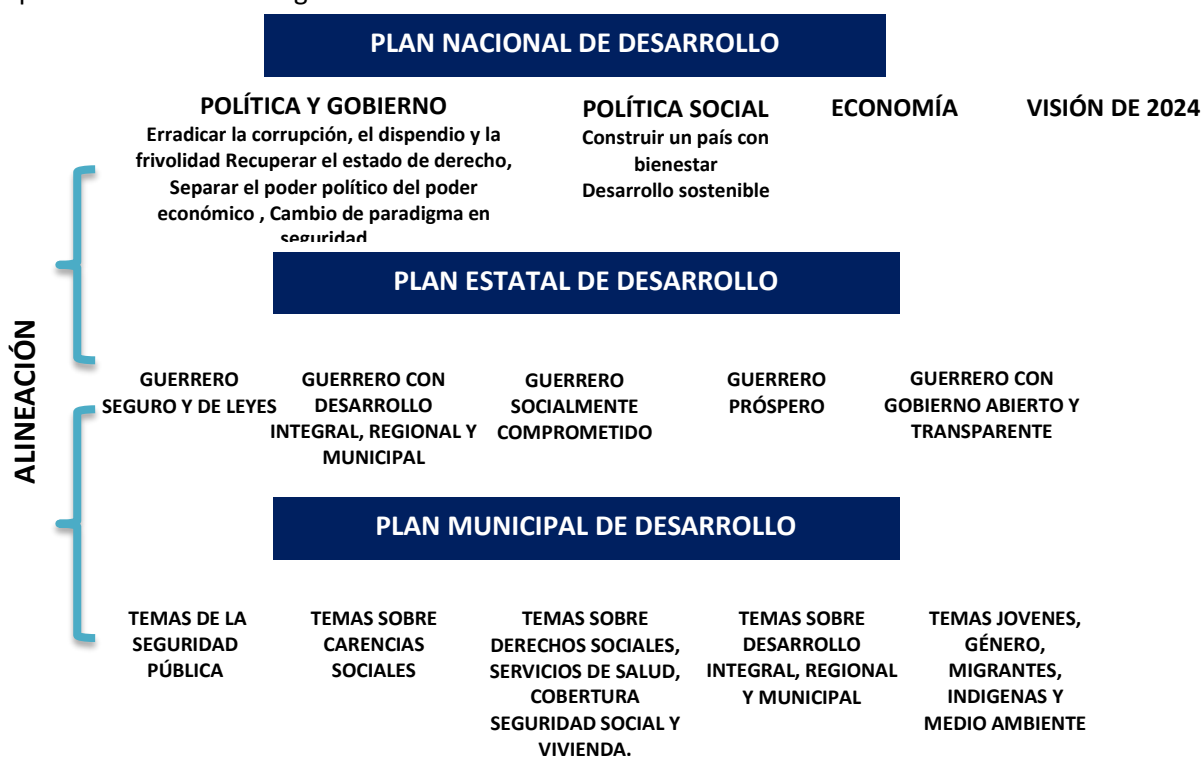 PLAN NACIONAL DE DESARROLLO
POLÍTICA Y GOBIERNO
Erradicar la corrupción, el dispendio y la
frivolidad Recuperar el estado de derecho,
Separar el poder político del poder
económico , Cambio de paradigma en
seguridad
POLÍTICA SOCIAL
Construir un país con
bienestar
Desarrollo sostenible
ECONOMÍA
VISIÓN DE 2024
ALINEACIÓN
PLAN ESTATAL DE DESARROLLO
GUERRERO
SEGURO Y DE LEYES
GUERRERO CON
DESARROLLO
INTEGRAL, REGIONAL Y
MUNICIPAL
GUERRERO
SOCIALMENTE
COMPROMETIDO
GUERRERO
PRÓSPERO
GUERRERO CON
GOBIERNO ABIERTO Y
TRANSPARENTE
PLAN MUNICIPAL DE DESARROLLO
TEMAS DE LA
SEGURIDAD
PÚBLICA
TEMAS SOBRE
CARENCIAS
SOCIALES
TEMAS SOBRE
DERECHOS SOCIALES,
SERVICIOS DE SALUD,
COBERTURA
SEGURIDAD SOCIAL Y
VIVIENDA.
TEMAS SOBRE
DESARROLLO
INTEGRAL, REGIONAL
Y MUNICIPAL
TEMAS JOVENES,
GÉNERO,
MIGRANTES,
INDIGENAS Y
MEDIO AMBIENTE